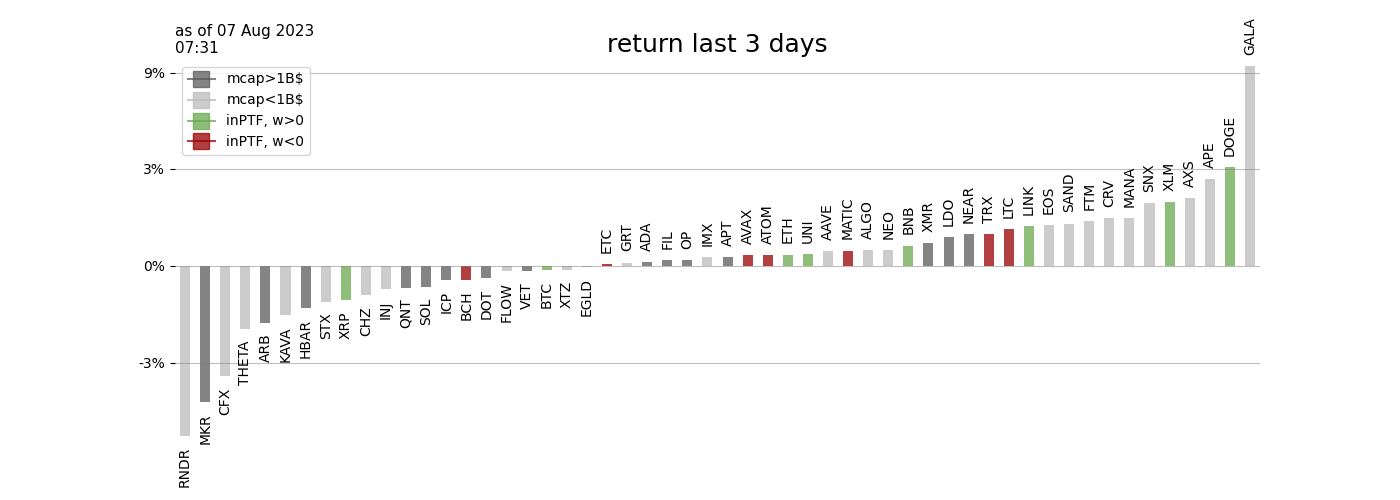 as of 07 Aug 2023
07:31
return last 3 days
mcap>1B$
mcap<1B$
inPTF, w>0
inPTF, w<0
9%
3%
0%
-3%
RNDR
MKR
CFX
THETA
ARB
KAVA
HBAR
STX
XRP
CHZ
INJ
QNT
SOL
ICP
BCH
DOT
FLOW
VET
BTC
XTZ
EGLD
ETC
GRT
ADA
FIL
OP
IMX
APT
AVAX
ATOM
ETH
UNI
AAVE
MATIC
ALGO
NEO
BNB
XMR
LDO
NEAR
TRX
LTC
LINK
EOS
SAND
FTM
CRV
MANA
SNX
XLM
AXS
APE
DOGE
GALA